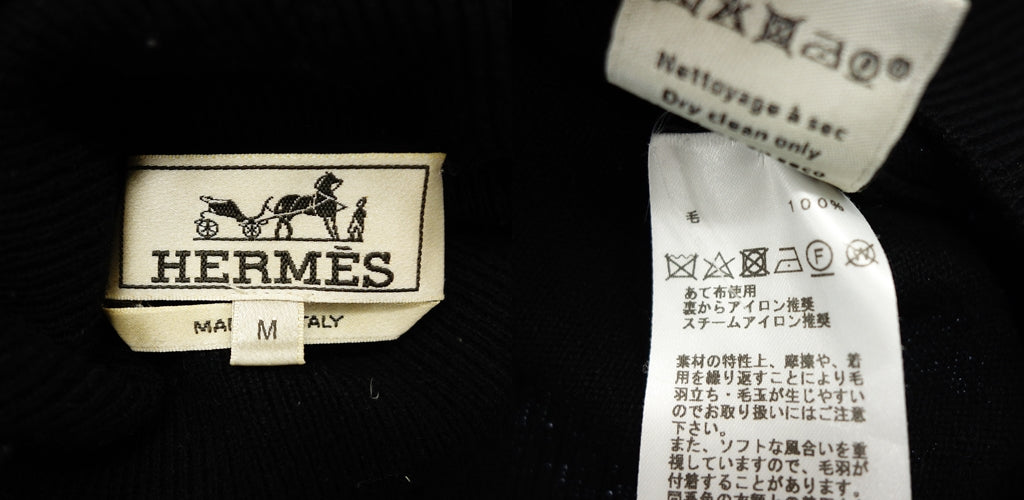 HERMĒS
M
Nettoyage à sec
Dry clean only
毛 100%
F
あて布使用
裏からアイロン推奨
スチームアイロン推奨
素材の特性上、摩擦や、着
用を繰り返すことにより毛
羽立ち・毛玉が生じやすい
のでお取り扱いにはご注意
下さい。
また、ソフトな風合いを重
視していますので、毛羽が
付着することがあります。